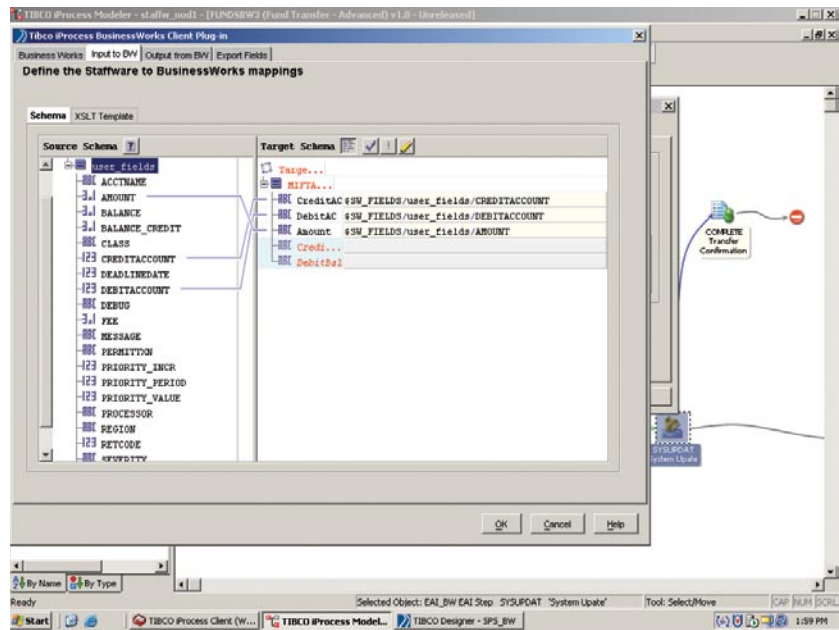 TIBCO iProcess Modeler - staffw_nod1 - [FUNDSBW3 (Fund Transfer - Advanced) v1.0 - Unreleased]
Tibco iProcess BusinessWorks Client Plug-in
Business Works Input to BW Output from BW Export Fields
Define the Staffware to BusinessWorks mappings
Schema XSLT Template
Source Schema
Target Schema
user_fields
ACCTNAME
AMOUNT
BALANCE
BALANCE_CREDIT
CLASS
CREDITACCOUNT
DEADLINEDATE
DEBITACCOUNT
DEBUG
FEE
MESSAGE
PERMITTXN
PRIORITY_INCR
PRIORITY_PERIOD
PRIORITY_VALUE
PROCESSOR
REGION
RETCODE
SEVERITY
Targe...
MIFTA...
CreditAC $SW_FIELDS/user_fields/CREDITACCOUNT
DebitAC $SW_FIELDS/user_fields/DEBITACCOUNT
Amount $SW_FIELDS/user_fields/AMOUNT
Credi...
DebitBal
COMPLETE
Transfer
Confirmation
SYSUPDAT
System Upate
OK Cancel Help
By Name By Type
Ready
Selected Object: EAI_BW EAI Step SYSUPDAT 'System Upate'
Tool: Select/Move
CAP NUM SCRL
Start
TIBCO iProcess Client (W...
TIBCO iProcess Model...
TIBCO Designer - SPS_BW
1:59 PM